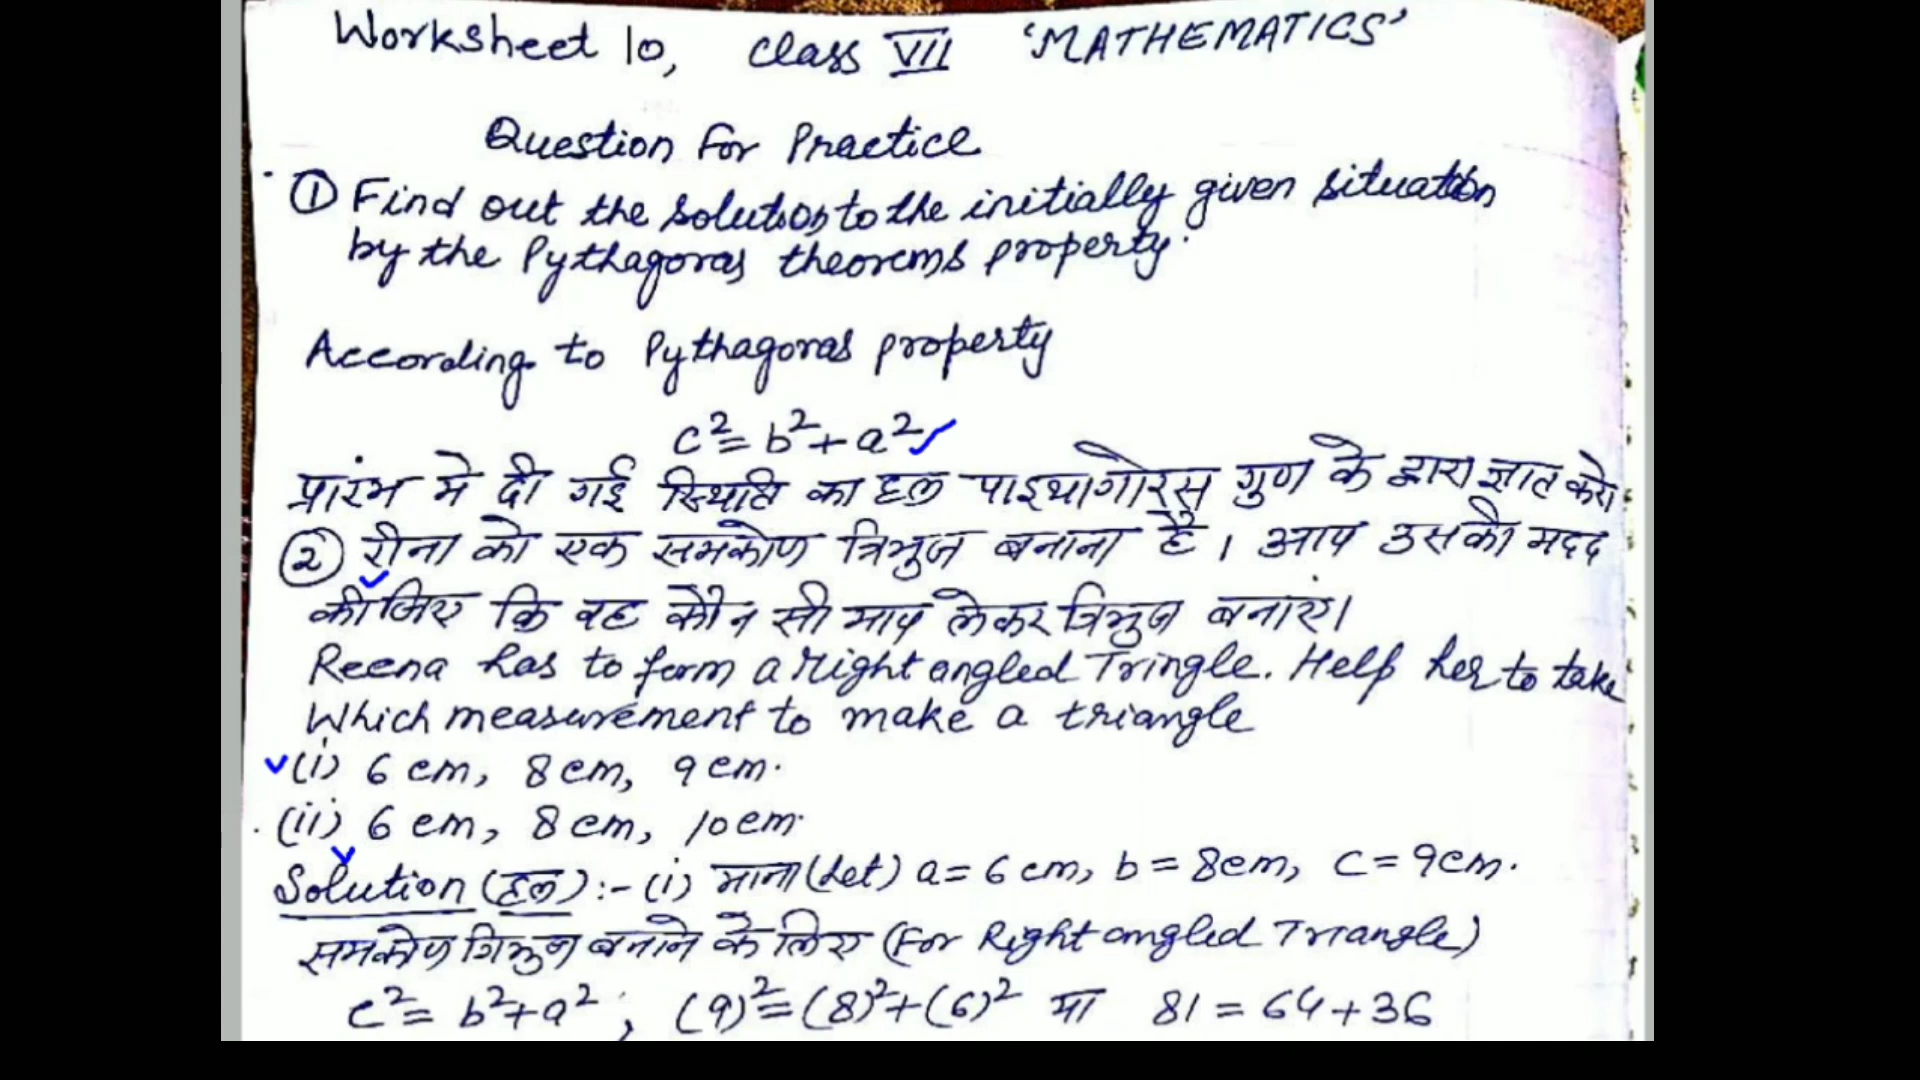 Worksheet 10, Class VII 'MATHEMATICS'
Question For Practice
① Find out the solution to the initially given situation
by the Pythagoras theorems property.
According to Pythagoras property
c² = b² + a²
प्रारंभ मे दी गई स्थिति का हल पाइथागोरस गुण के द्वारा ज्ञात करो
② रीना को एक समकोण त्रिभुज बनाना है। आप उसकी मदद
कीजिए कि वह कौन सी माप लेकर त्रिभुज बनाएं।
Reena has to form a right angled Tringle. Help her to take
Which measurement to make a triangle
(i) 6 cm, 8 cm, 9 cm.
(ii) 6 cm, 8 cm, 10 cm.
Solution (हल) :- (i) माना (Let) a = 6 cm, b = 8cm, c = 9cm.
समकोण त्रिभुज बनाने के लिए (For Right angled Triangle)
c² = b² + a² , (9)² = (8)² + (6)² या 81 = 64 + 36